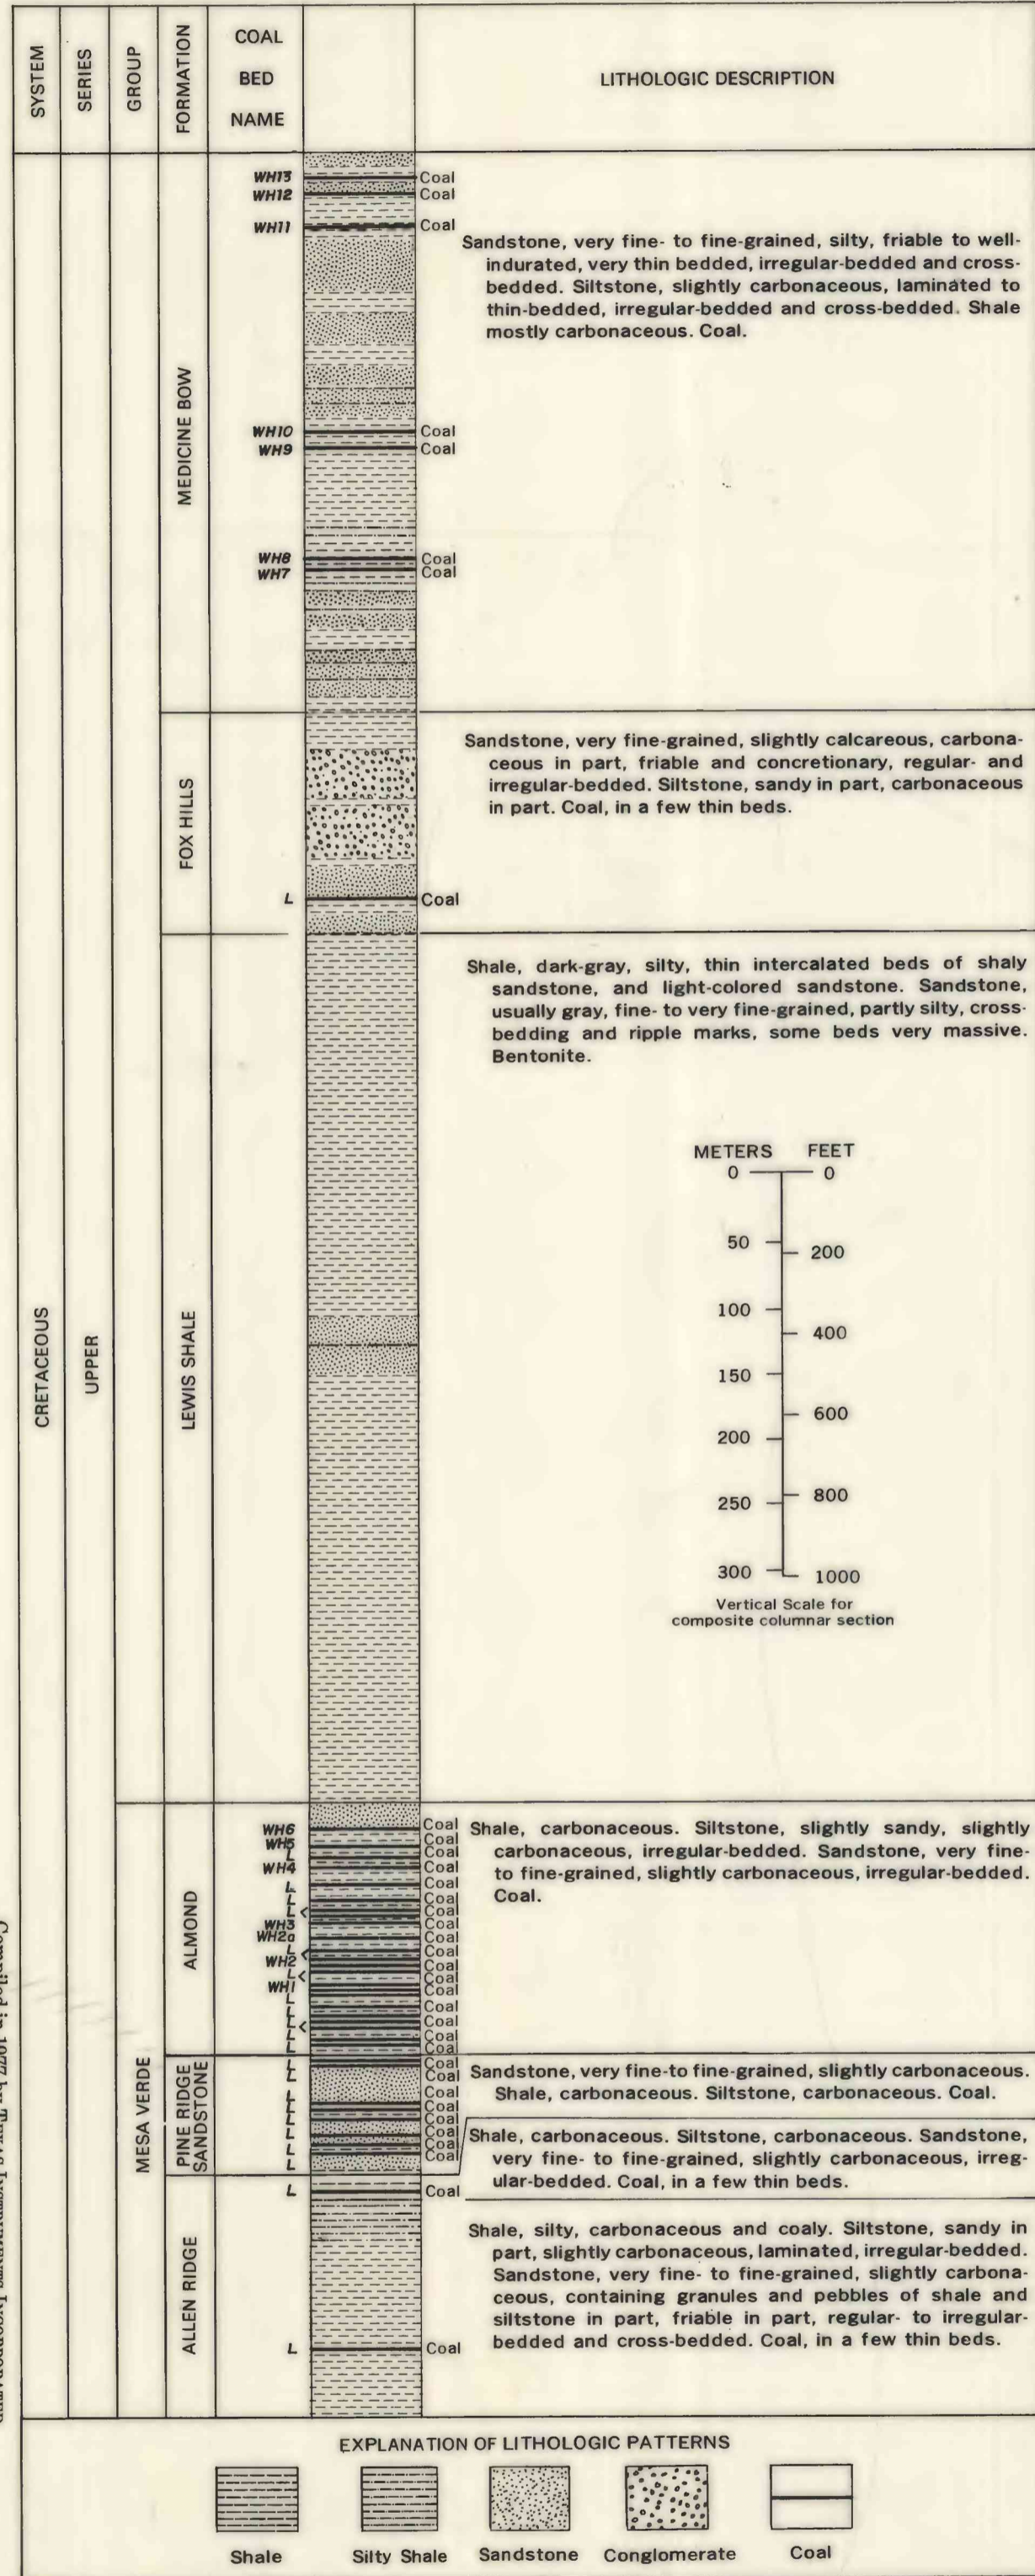 SYSTEM
SERIES
GROUP
FORMATION
COAL
BED
NAME
LITHOLOGIC DESCRIPTION
CRETACEOUS
UPPER
MEDICINE BOW
WH13 Coal
WH12 Coal
WH11 Coal
WH10 Coal
WH9 Coal
WH8 Coal
WH7 Coal
Sandstone, very fine- to fine-grained, silty, friable to well-
indurated, very thin bedded, irregular-bedded and cross-
bedded. Siltstone, slightly carbonaceous, laminated to
thin-bedded, irregular-bedded and cross-bedded. Shale
mostly carbonaceous. Coal.
FOX HILLS
L Coal
Sandstone, very fine-grained, slightly calcareous, carbona-
ceous in part, friable and concretionary, regular- and
irregular-bedded. Siltstone, sandy in part, carbonaceous
in part. Coal, in a few thin beds.
LEWIS SHALE
Shale, dark-gray, silty, thin intercalated beds of shaly
sandstone, and light-colored sandstone. Sandstone,
usually gray, fine- to very fine-grained, partly silty, cross-
bedding and ripple marks, some beds very massive.
Bentonite.
METERS FEET
0 0
50
200
100
400
150
600
200
800
250
300 1000
Vertical Scale for
composite columnar section
MESA VERDE
ALMOND
WH6 Coal
WH5 Coal
L Coal
WH4 Coal
L Coal
L Coal
L Coal
WH3 Coal
WH2a Coal
L Coal
WH2 Coal
L Coal
WH1 Coal
L
L Coal
L Coal
L Coal
L Coal
Shale, carbonaceous. Siltstone, slightly sandy, slightly
carbonaceous, irregular-bedded. Sandstone, very fine-
to fine-grained, slightly carbonaceous, irregular-bedded.
Coal.
PINE RIDGE
SANDSTONE
L Coal
L Coal
L Coal
L Coal
L Coal
L Coal
L Coal
L Coal
Sandstone, very fine-to fine-grained, slightly carbonaceous.
Shale, carbonaceous. Siltstone, carbonaceous. Coal.
Shale, carbonaceous. Siltstone, carbonaceous. Sandstone,
very fine- to fine-grained, slightly carbonaceous, irreg-
ular-bedded. Coal, in a few thin beds.
ALLEN RIDGE
L Coal
L Coal
Shale, silty, carbonaceous and coaly. Siltstone, sandy in
part, slightly carbonaceous, laminated, irregular-bedded.
Sandstone, very fine- to fine-grained, slightly carbona-
ceous, containing granules and pebbles of shale and
siltstone in part, friable in part, regular- to irregular-
bedded and cross-bedded. Coal, in a few thin beds.
EXPLANATION OF LITHOLOGIC PATTERNS
Shale
Silty Shale
Sandstone
Conglomerate
Coal